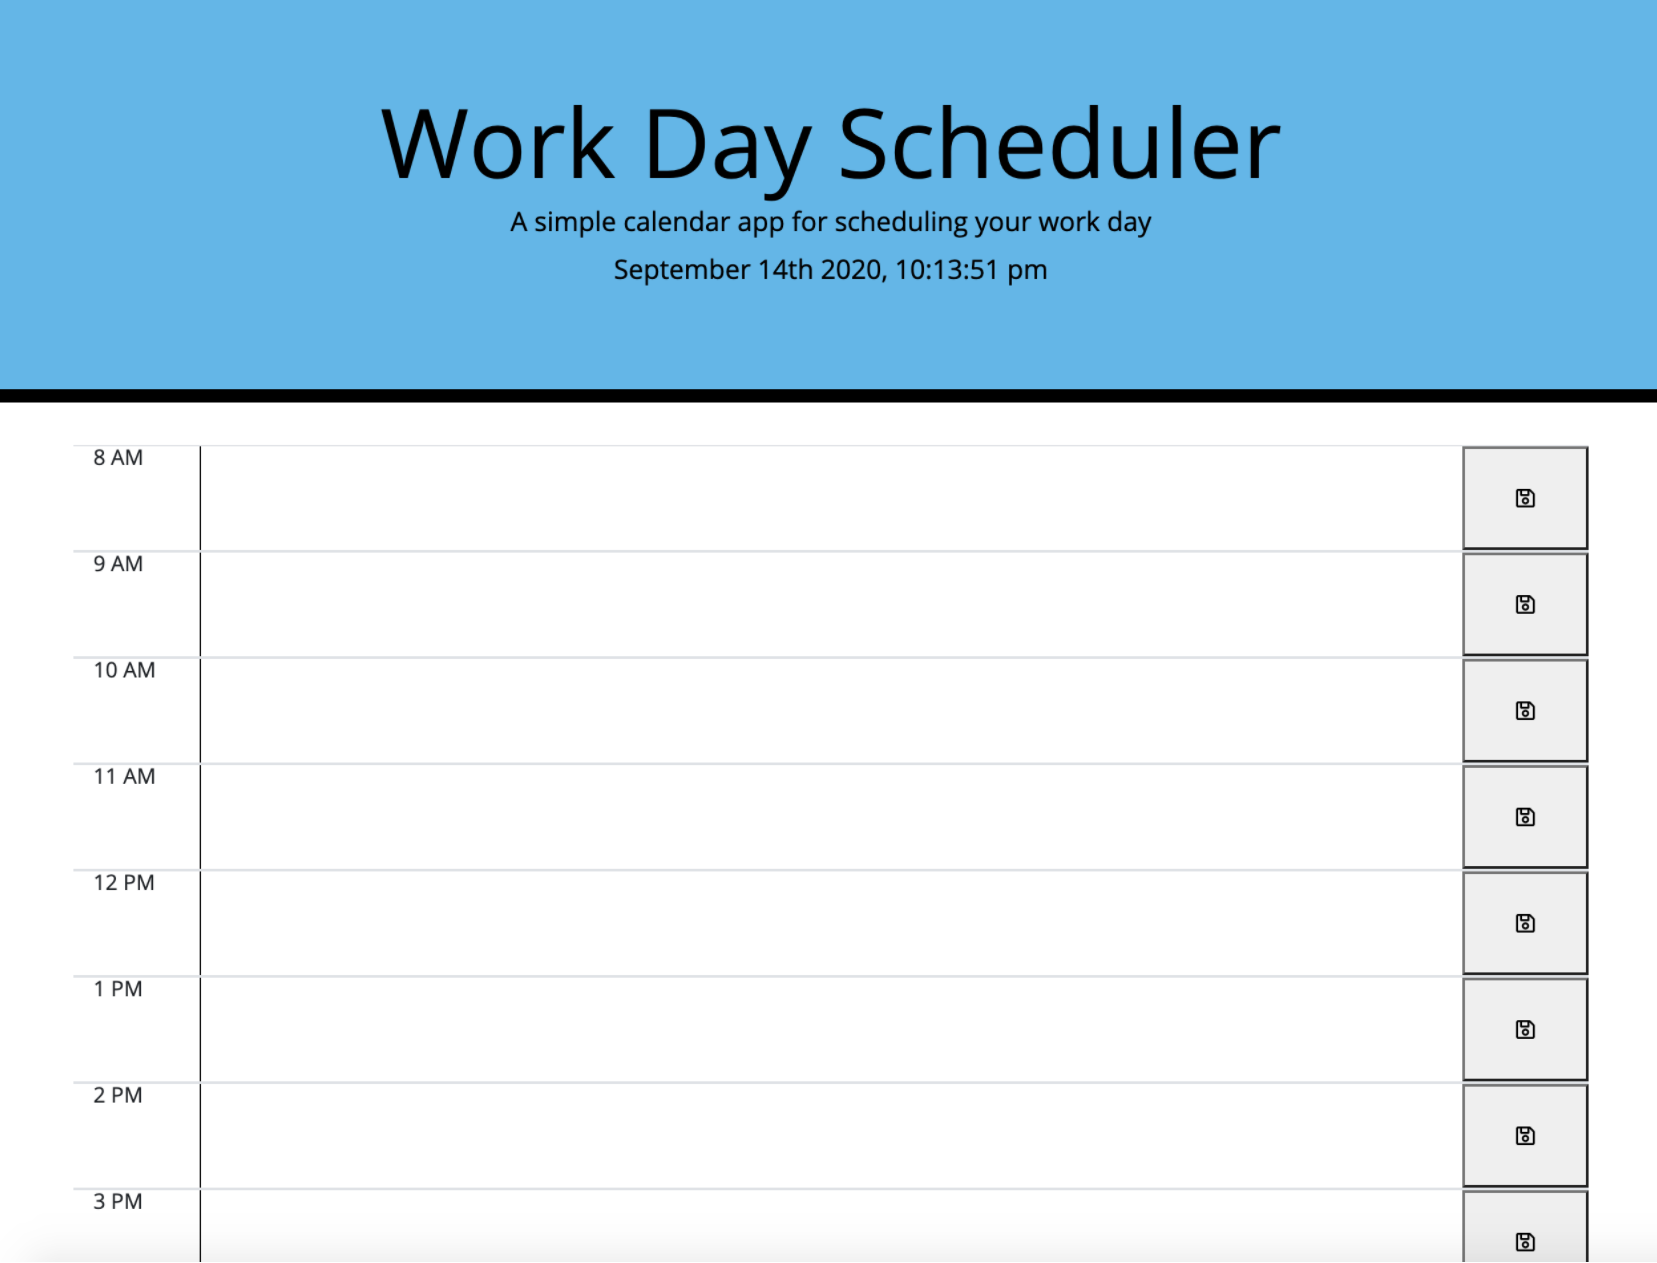 Work Day Scheduler
A simple calendar app for scheduling your work day
September 14th 2020, 10:13:51 pm
8 AM
9 AM
10 AM
11 AM
12 PM
1 PM
2 PM
3 PM